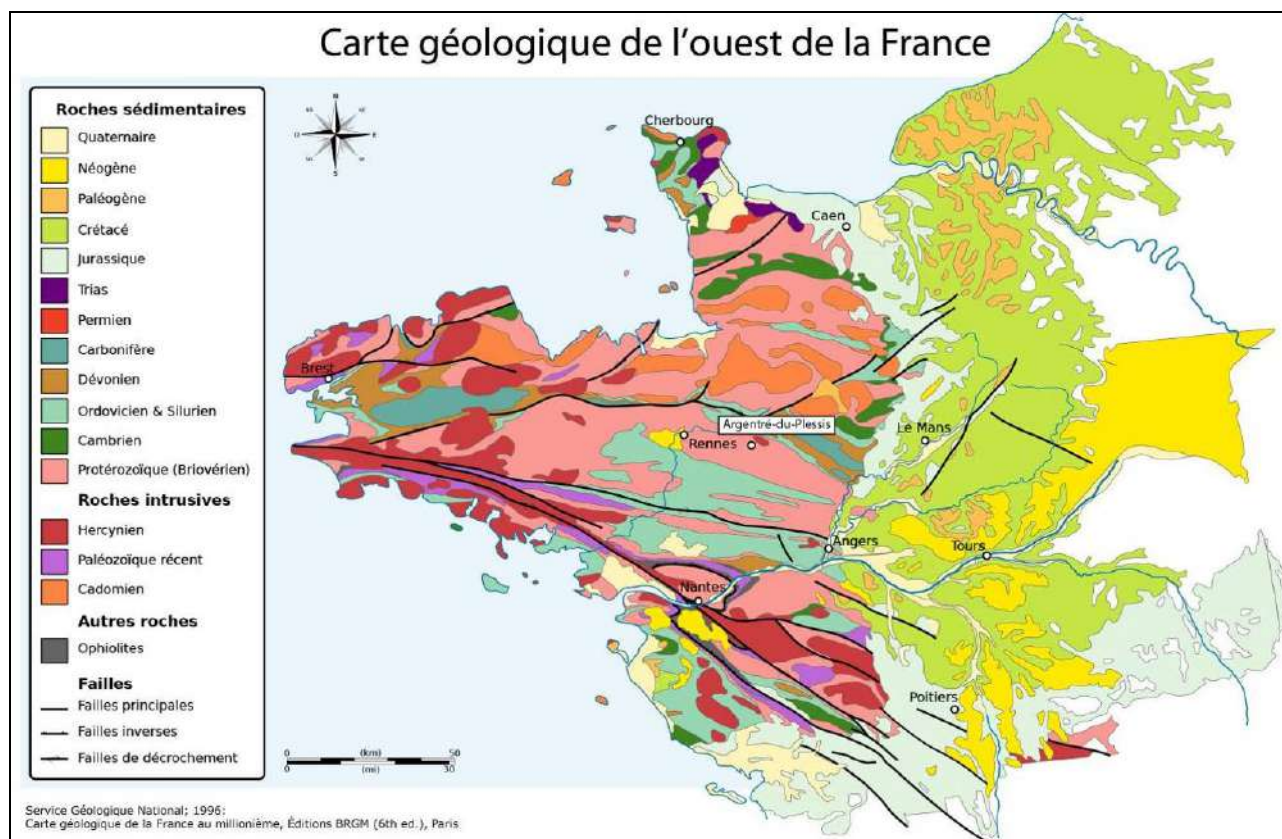 Carte géologique de l'ouest de la France
Roches sédimentaires
Quaternaire
Néogène
Paléogène
Crétacé
Jurassique
Trias
Permien
Carbonifère
Dévonien
Ordovicien & Silurien
Cambrien
Protérozoïque (Briovérien)
Roches intrusives
Hercynien
Paléozoïque récent
Cadomien
Autres roches
Ophiolites
Failles
Failles principales
Failles inverses
Failles de décrochement
N
E
S
O
Cherbourg
Caen
Brest
Argentré-du-Plessis
Rennes
Le Mans
Angers
Tours
Nantes
Poitiers
0 (km) 50
0 (mi) 30
Service Géologique National; 1996:
Carte géologique de la France au millionième, Éditions BRGM (6th ed.), Paris